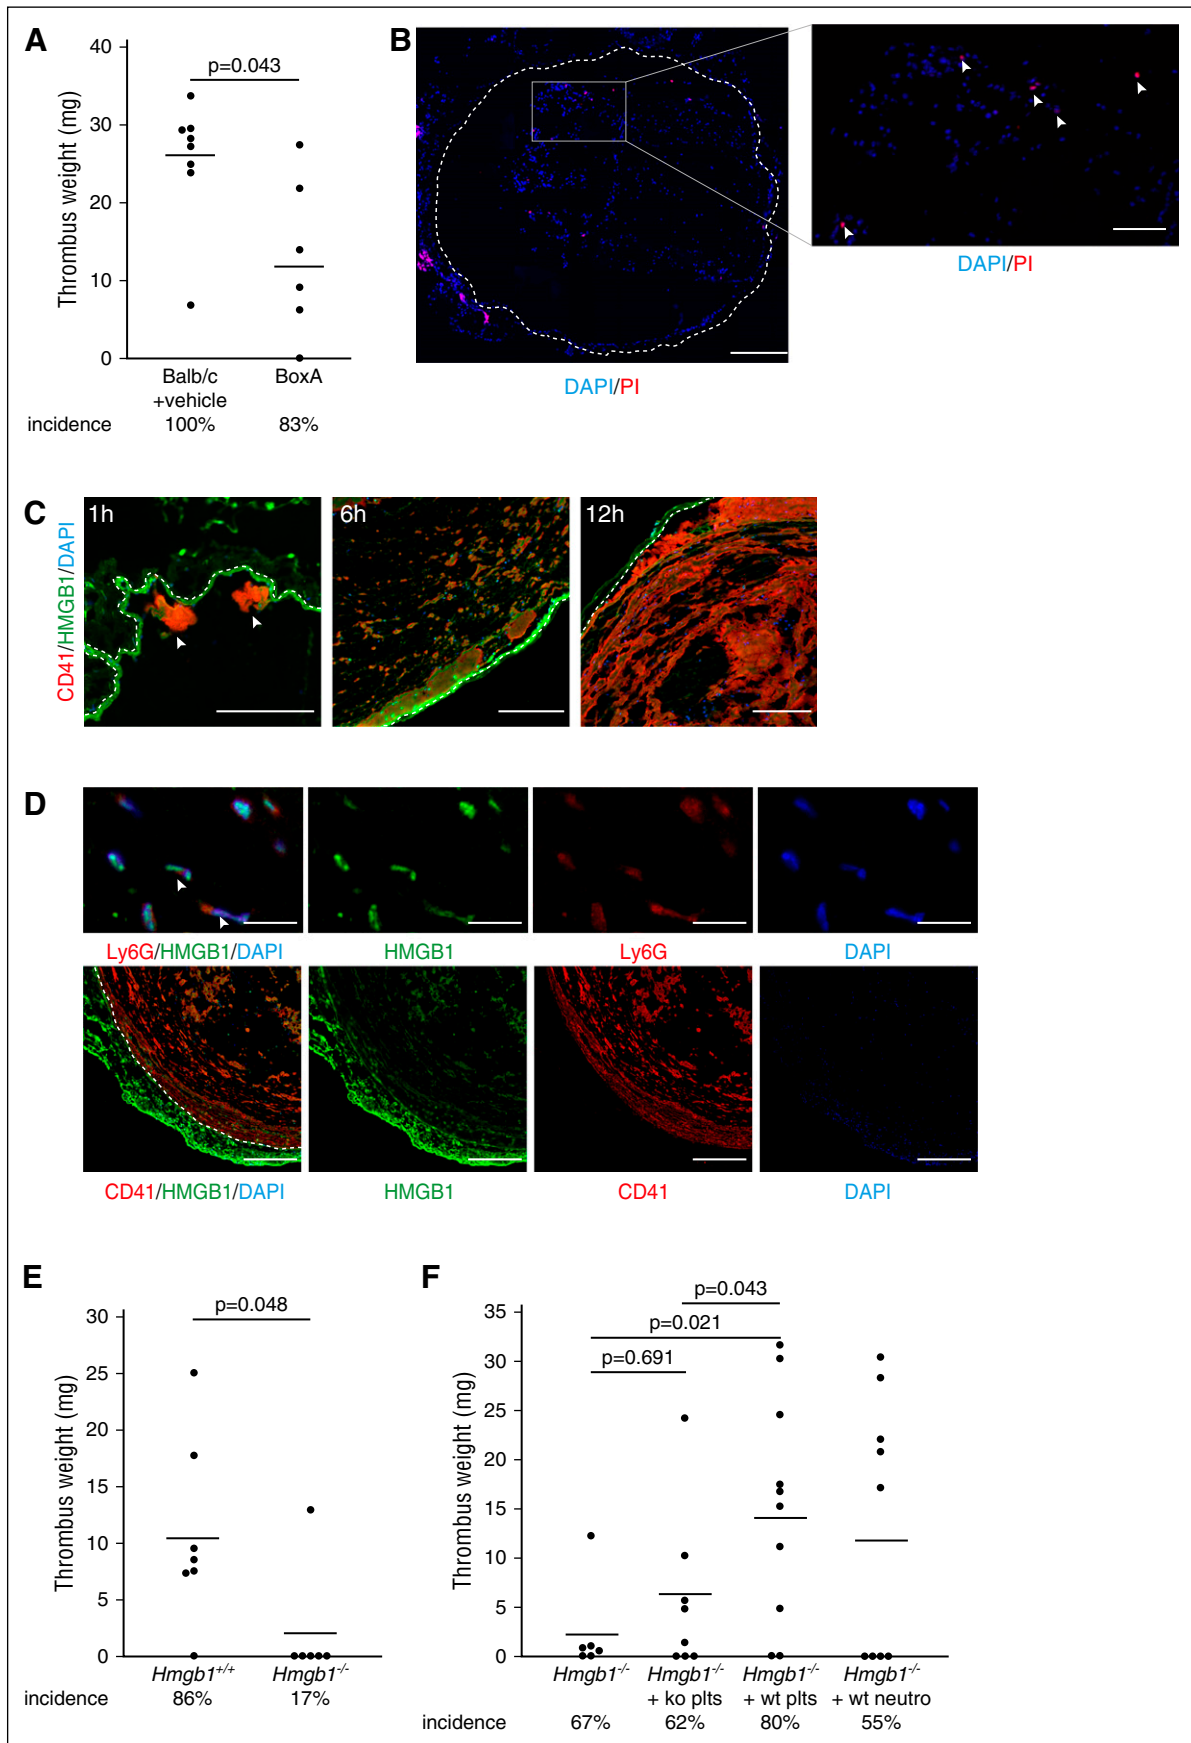 A
40
30
20
10
0
Thrombus weight (mg)
p=0.043
Balb/c
+vehicle
BoxA
incidence
100%
83%
B
DAPI/PI
DAPI/PI
C
CD41/HMGB1/DAPI
1h
6h
12h
D
Ly6G/HMGB1/DAPI
HMGB1
Ly6G
DAPI
CD41/HMGB1/DAPI
HMGB1
CD41
DAPI
E
30
25
20
15
10
5
0
Thrombus weight (mg)
p=0.048
Hmgb1+/+
Hmgb1-/-
incidence
86%
17%
F
35
30
25
20
15
10
5
0
Thrombus weight (mg)
p=0.043
p=0.021
p=0.691
Hmgb1-/-
Hmgb1-/-
+ ko plts
Hmgb1-/-
+ wt plts
Hmgb1-/-
+ wt neutro
incidence
67%
62%
80%
55%